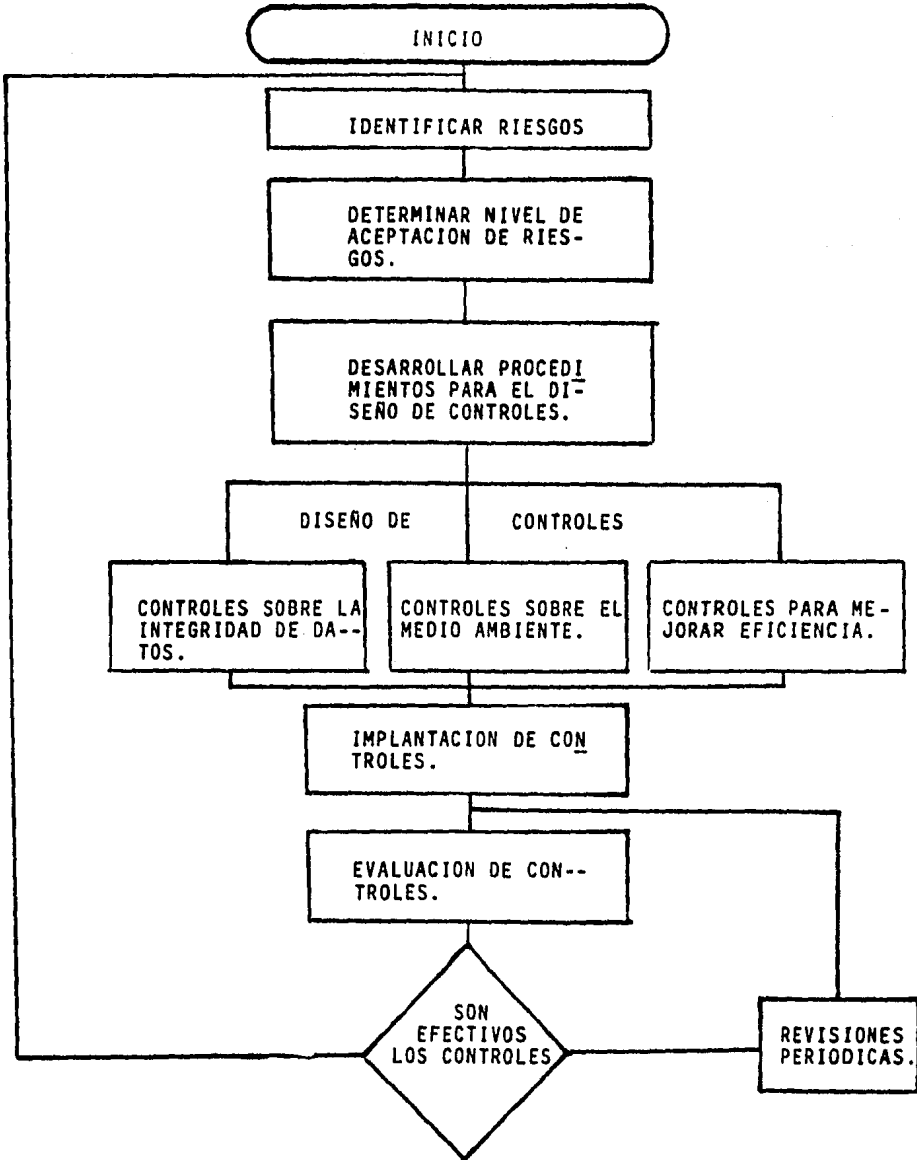 INICIO
IDENTIFICAR RIESGOS
DETERMINAR NIVEL DE
ACEPTACION DE RIES-
GOS.
DESARROLLAR PROCEDI
MIENTOS PARA EL DI-
SEÑO DE CONTROLES.
DISEÑO DE CONTROLES
CONTROLES SOBRE LA
INTEGRIDAD DE DA--
TOS.
CONTROLES SOBRE EL
MEDIO AMBIENTE.
CONTROLES PARA ME-
JORAR EFICIENCIA.
IMPLANTACION DE CON
TROLES.
EVALUACION DE CON--
TROLES.
SON
EFECTIVOS
LOS CONTROLES
REVISIONES
PERIODICAS.